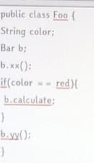 public class Foo {
String color;
Bar b;
b.xx();
if(color == red){
b.calculate;
}
b.yy();
}